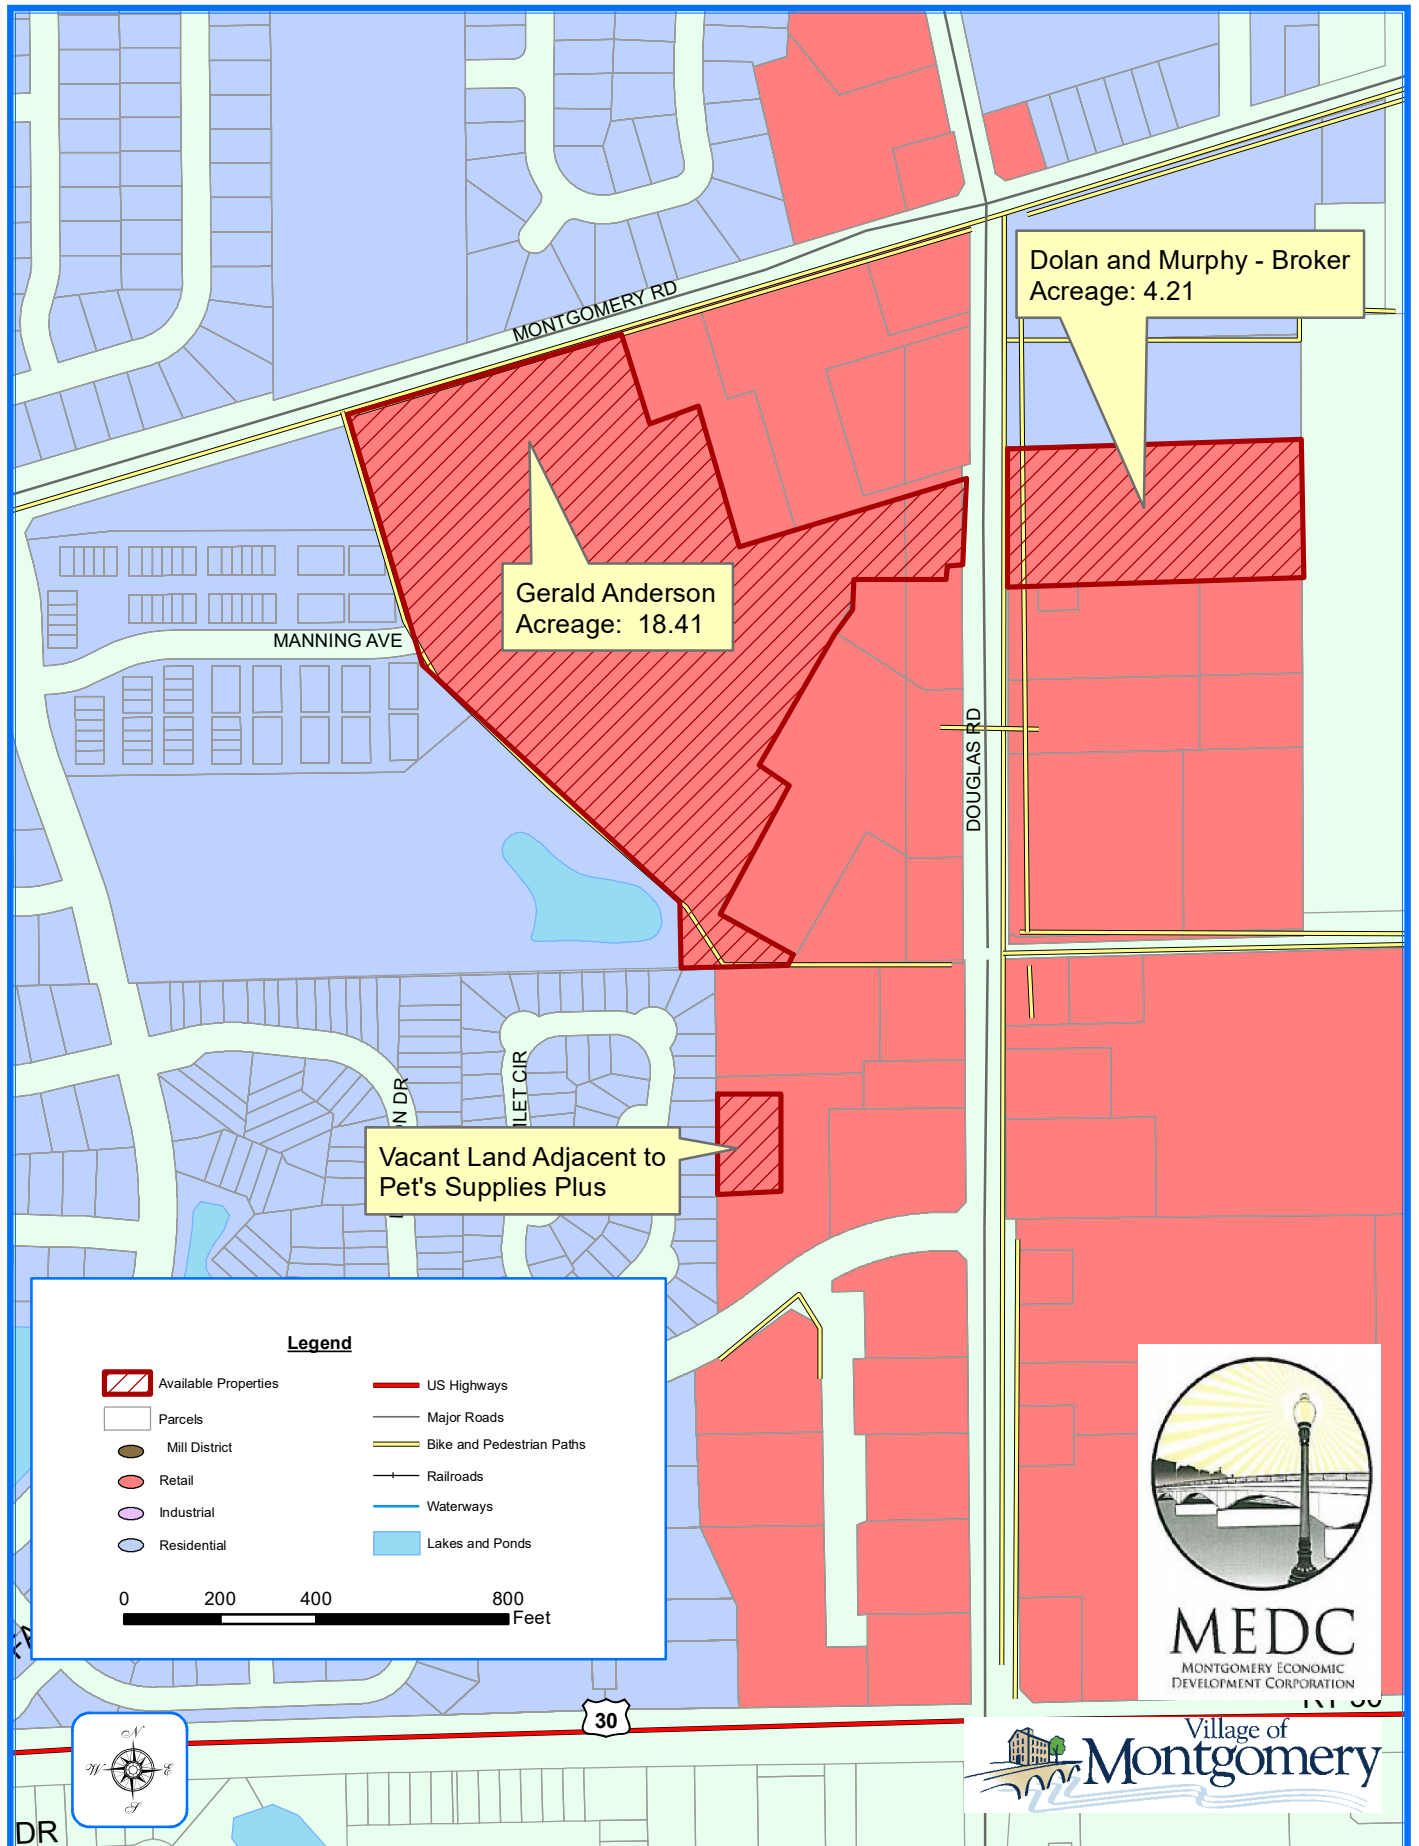 MONTGOMERY RD
Dolan and Murphy - Broker
Acreage: 4.21
Gerald Anderson
Acreage: 18.41
MANNING AVE
DOUGLAS RD
Vacant Land Adjacent to
Pet's Supplies Plus
Legend
Available Properties
Parcels
Mill District
Retail
Industrial
Residential
US Highways
Major Roads
Bike and Pedestrian Paths
Railroads
Waterways
Lakes and Ponds
0 200 400 800
Feet
MEDC
MONTGOMERY ECONOMIC
DEVELOPMENT CORPORATION
30
Village of
Montgomery
N
W E
S
DR